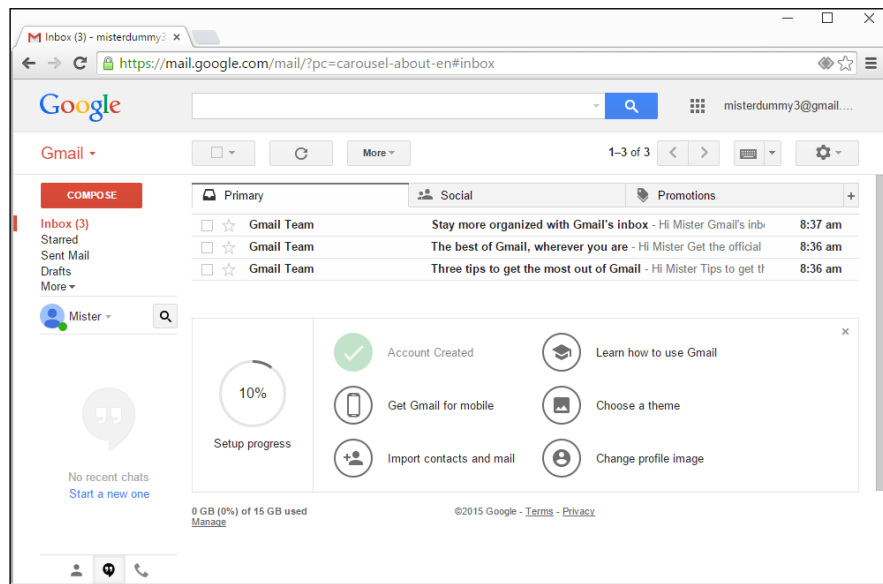 Inbox (3) - misterdummy3
https://mail.google.com/mail/?pc=carousel-about-en#inbox
Google
misterdummy3@gmail....
Gmail
More
1–3 of 3
COMPOSE
Inbox (3)
Starred
Sent Mail
Drafts
More
Mister
No recent chats
Start a new one
Primary Social Promotions +
Gmail Team Stay more organized with Gmail's inbox - Hi Mister Gmail's 8:37 am
Gmail Team The best of Gmail, wherever you are - Hi Mister Get the official 8:36 am
Gmail Team Three tips to get the most out of Gmail - Hi Mister Tips to get 8:36 am
10%
Setup progress
Account Created
Learn how to use Gmail
Get Gmail for mobile
Choose a theme
Import contacts and mail
Change profile image
0 GB (0%) of 15 GB used
Manage
©2015 Google - Terms - Privacy